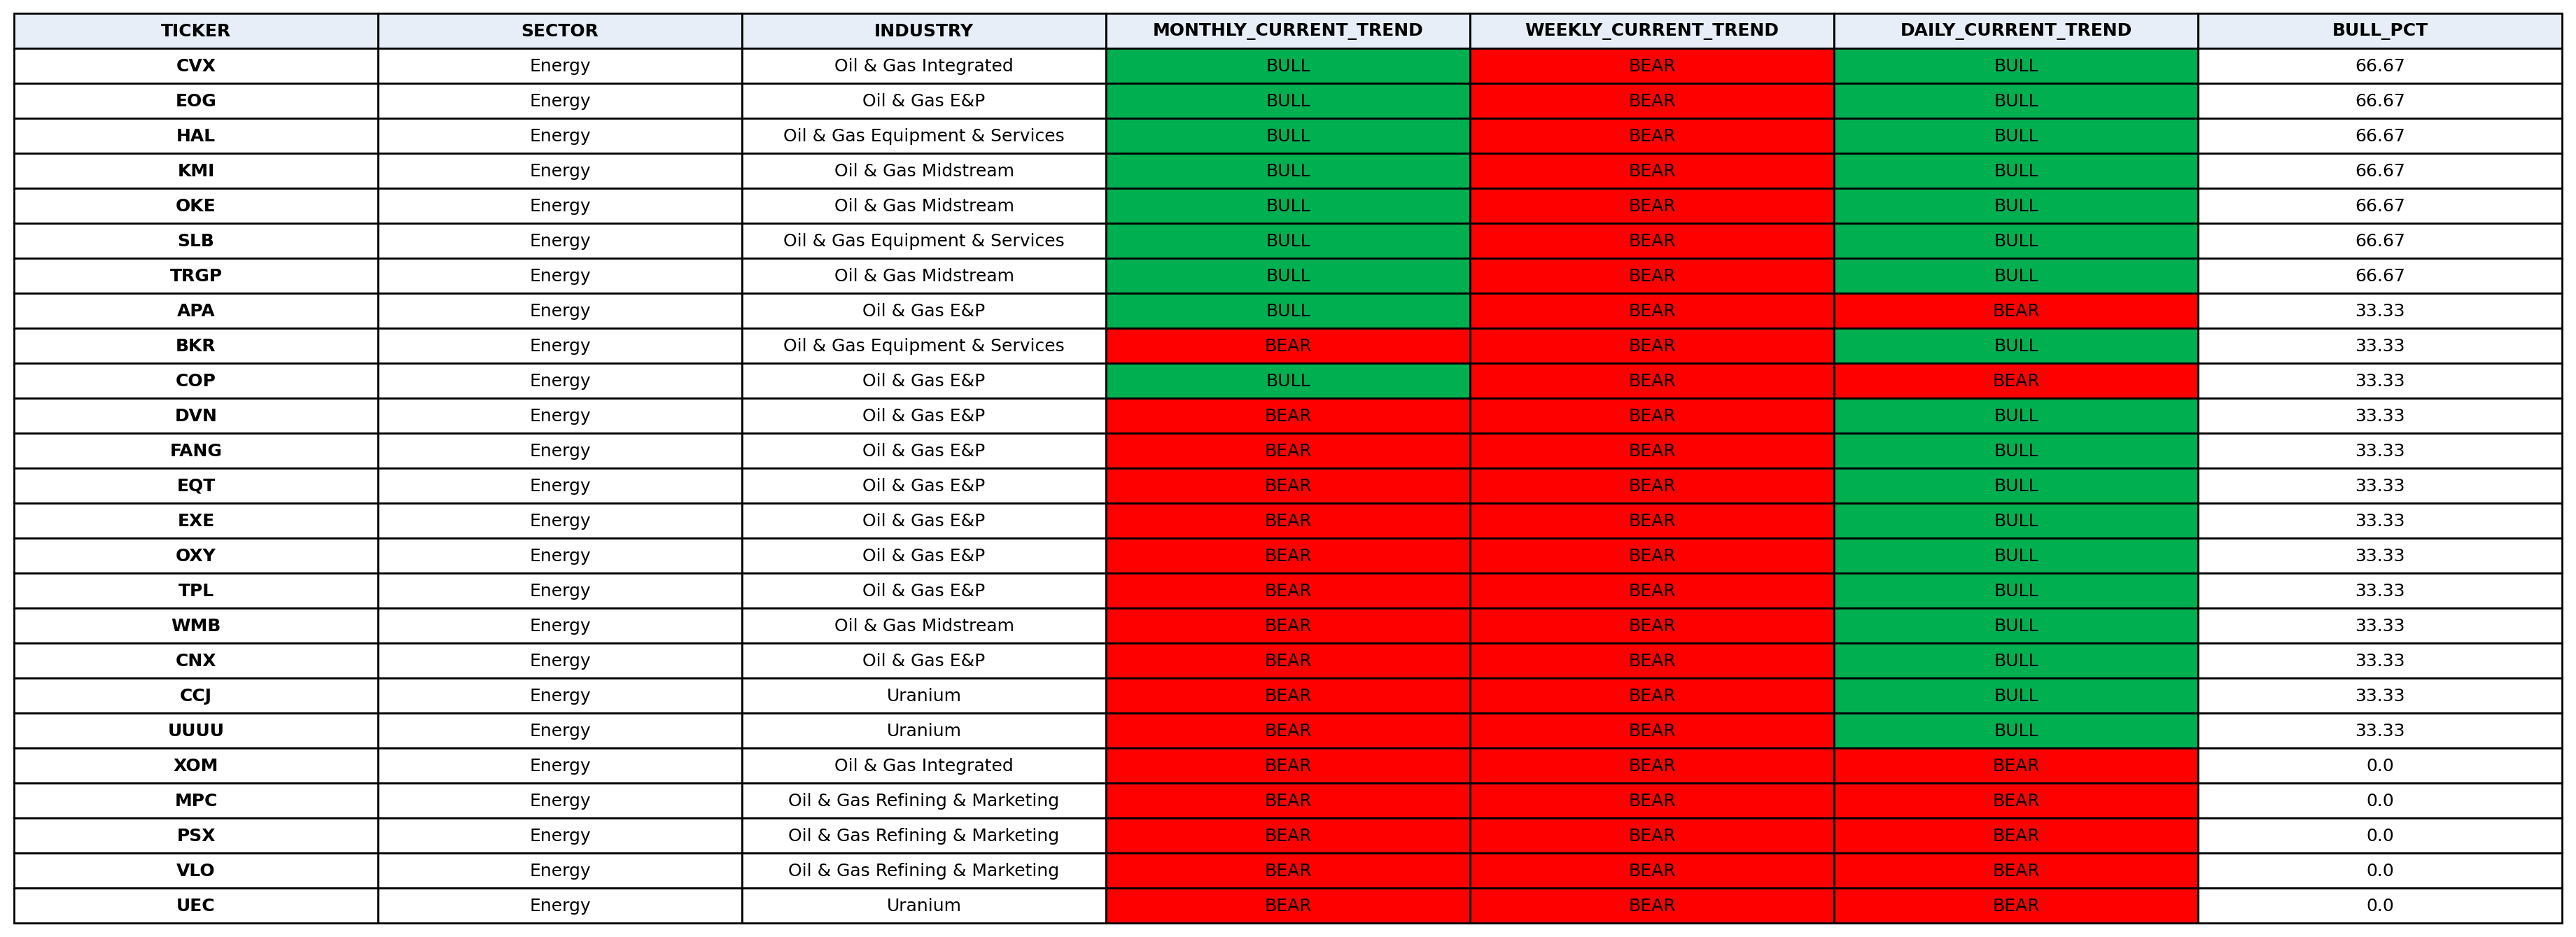 TICKER SECTOR INDUSTRY MONTHLY_CURRENT_TREND WEEKLY_CURRENT_TREND DAILY_CURRENT_TREND BULL_PCT
CVX Energy Oil & Gas Integrated BULL BEAR BULL 66.67
EOG Energy Oil & Gas E&P BULL BEAR BULL 66.67
HAL Energy Oil & Gas Equipment & Services BULL BEAR BULL 66.67
KMI Energy Oil & Gas Midstream BULL BEAR BULL 66.67
OKE Energy Oil & Gas Midstream BULL BEAR BULL 66.67
SLB Energy Oil & Gas Equipment & Services BULL BEAR BULL 66.67
TRGP Energy Oil & Gas Midstream BULL BEAR BULL 66.67
APA Energy Oil & Gas E&P BULL BEAR BEAR 33.33
BKR Energy Oil & Gas Equipment & Services BEAR BEAR BULL 33.33
COP Energy Oil & Gas E&P BULL BEAR BEAR 33.33
DVN Energy Oil & Gas E&P BEAR BEAR BULL 33.33
FANG Energy Oil & Gas E&P BEAR BEAR BULL 33.33
EQT Energy Oil & Gas E&P BEAR BEAR BULL 33.33
EXE Energy Oil & Gas E&P BEAR BEAR BULL 33.33
OXY Energy Oil & Gas E&P BEAR BEAR BULL 33.33
TPL Energy Oil & Gas E&P BEAR BEAR BULL 33.33
WMB Energy Oil & Gas Midstream BEAR BEAR BULL 33.33
CNX Energy Oil & Gas E&P BEAR BEAR BULL 33.33
CCJ Energy Uranium BEAR BEAR BULL 33.33
UUUU Energy Uranium BEAR BEAR BULL 33.33
XOM Energy Oil & Gas Integrated BEAR BEAR BEAR 0.0
MPC Energy Oil & Gas Refining & Marketing BEAR BEAR BEAR 0.0
PSX Energy Oil & Gas Refining & Marketing BEAR BEAR BEAR 0.0
VLO Energy Oil & Gas Refining & Marketing BEAR BEAR BEAR 0.0
UEC Energy Uranium BEAR BEAR BEAR 0.0